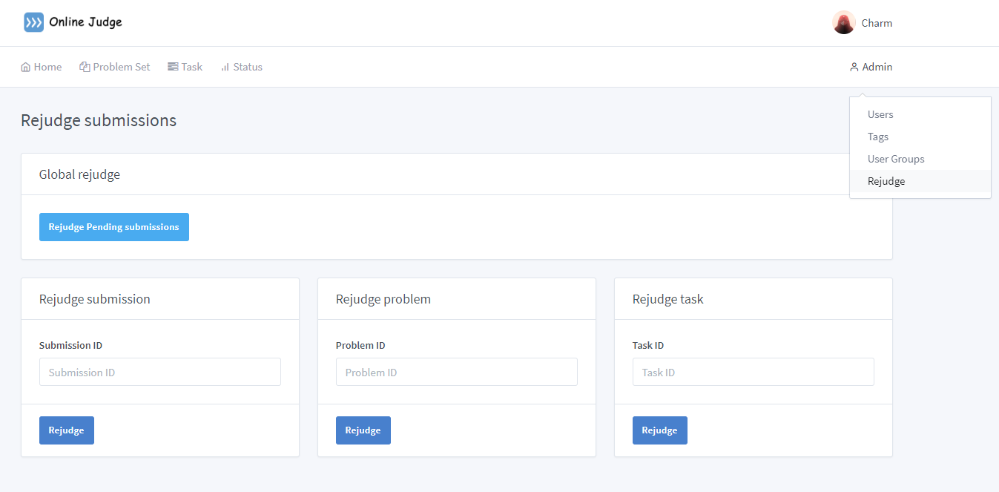 Online Judge
Charm
Home Problem Set Task Status Admin
Users
Tags
User Groups
Rejudge
Rejudge submissions
Global rejudge
Rejudge Pending submissions
Rejudge submission
Submission ID
Submission ID
Rejudge
Rejudge problem
Problem ID
Problem ID
Rejudge
Rejudge task
Task ID
Task ID
Rejudge